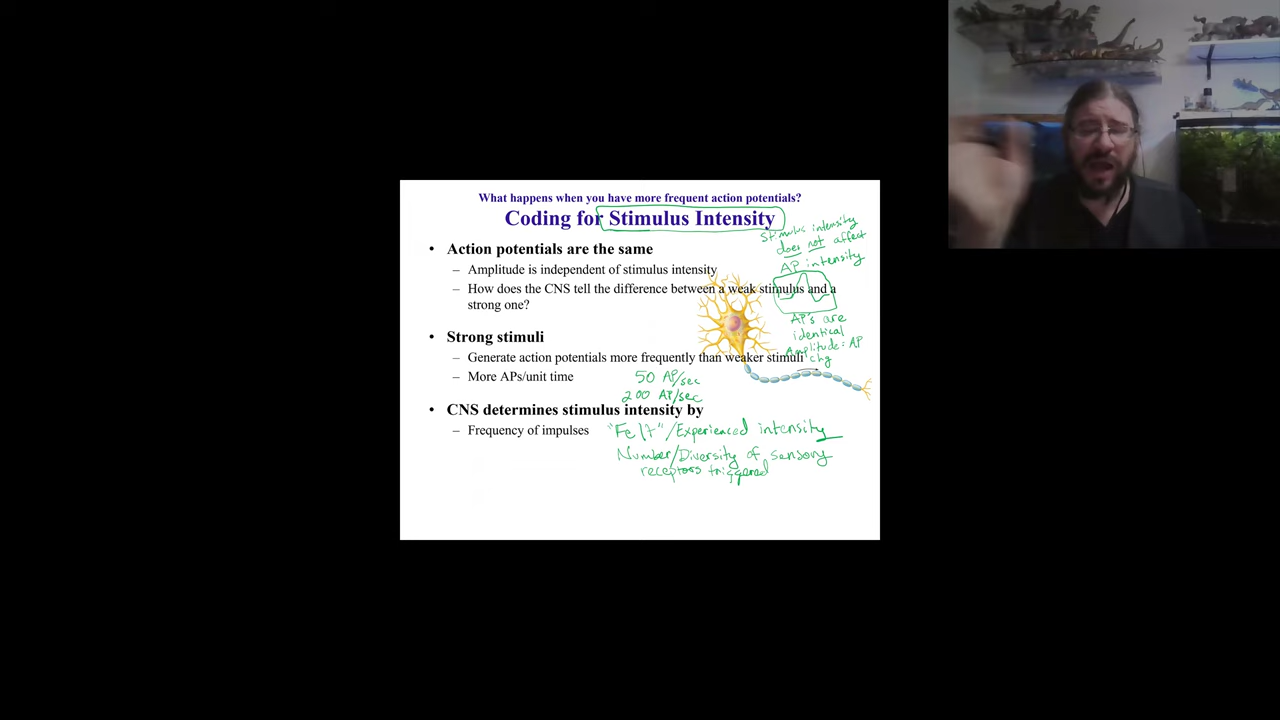 What happens when you have more frequent action potentials?
Coding for Stimulus Intensity
Stimulus intensity
does not affect
AP intensity
• Action potentials are the same
– Amplitude is independent of stimulus intensity
– How does the CNS tell the difference between a weak stimulus and a
strong one?
AP's are
identical
Amplitude = AP
chg
• Strong stimuli
– Generate action potentials more frequently than weaker stimuli
– More APs/unit time
50 AP/sec
200 AP/sec
• CNS determines stimulus intensity by
– Frequency of impulses
"Felt"/Experienced intensity
Number/Diversity of sensory
receptors triggered